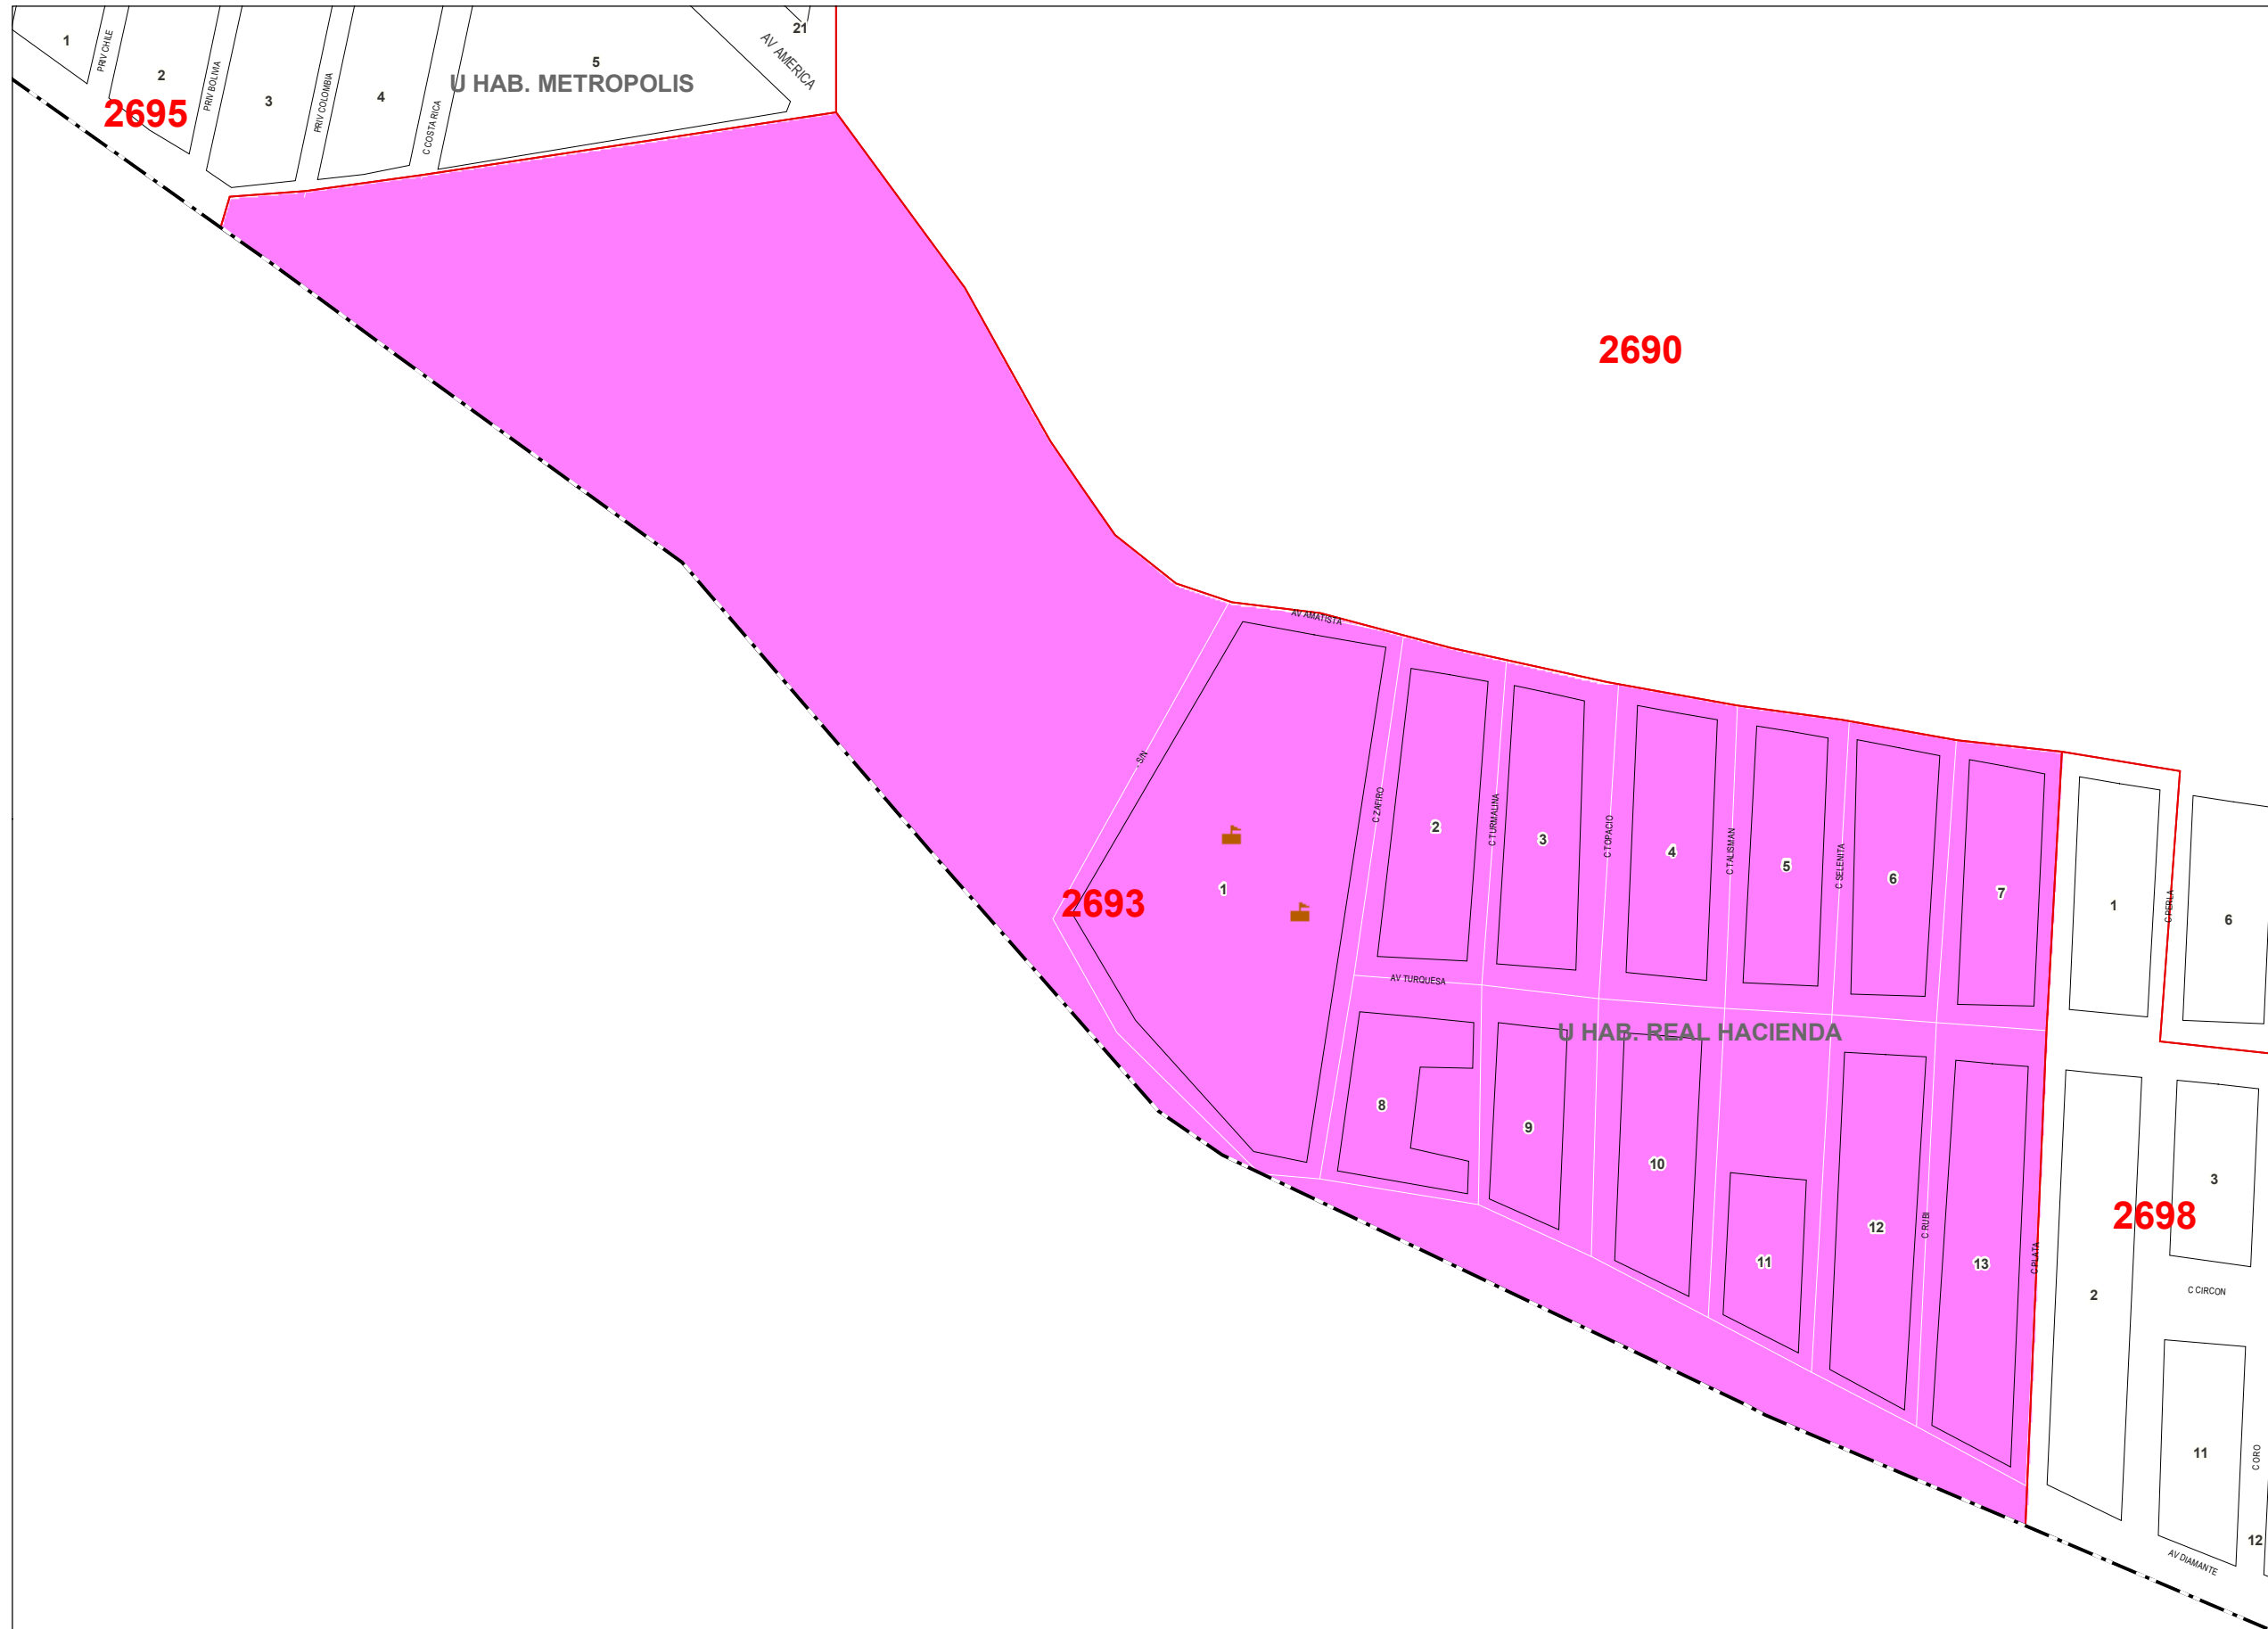 1
PRIV CHILE
2
2695
PRIV BOLIVIA
3
PRIV COLOMBIA
4
C COSTA RICA
5
U HAB. METROPOLIS
21
AV AMERICA
2690
AV AMATISTA
S/N
1
2693
C ZAFIRO
2
C TURMALINA
3
C TOPACIO
4
C TALISMAN
5
C SELENITA
6
7
1
C PERLA
6
AV TURQUESA
U HAB. REAL HACIENDA
8
9
10
11
12
C RUBI
13
C PLATA
2698
2
3
C CIRCON
11
C ORO
12
AV DIAMANTE